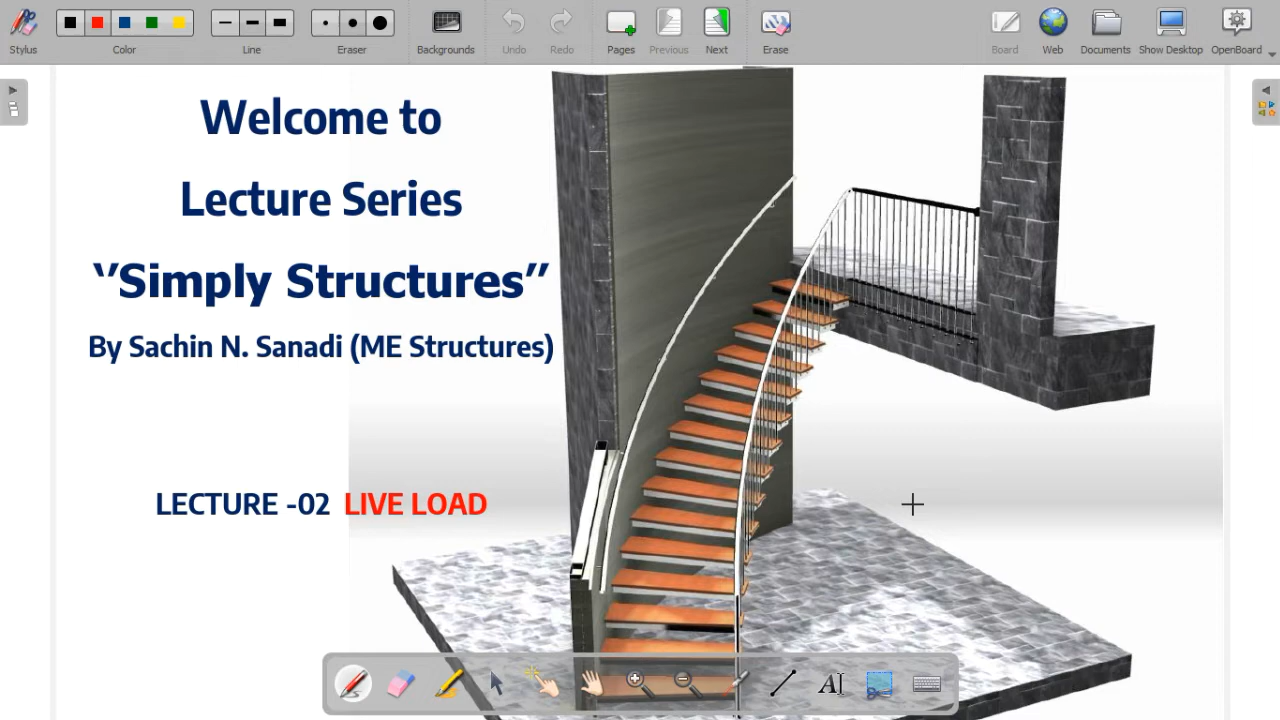 Stylus
Color
Line
Eraser
Backgrounds
Undo
Redo
Pages
Previous
Next
Erase
Board
Web
Documents
Show Desktop
OpenBoard
Welcome to
Lecture Series
‘’Simply Structures’’
By Sachin N. Sanadi (ME Structures)
LECTURE -02 LIVE LOAD
AI